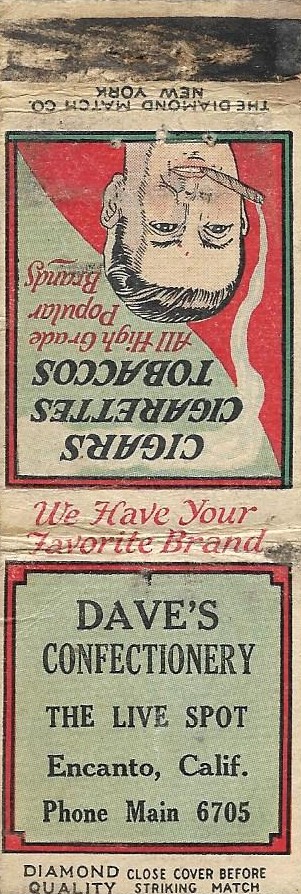 THE DIAMOND MATCH CO.
NEW YORK
CIGARS
CIGARETTES
TOBACCOS
All High Grade
Popular
Brands
We Have Your
Favorite Brand
DAVE'S
CONFECTIONERY
THE LIVE SPOT
Encanto, Calif.
Phone Main 6705
DIAMOND QUALITY
CLOSE COVER BEFORE
STRIKING MATCH